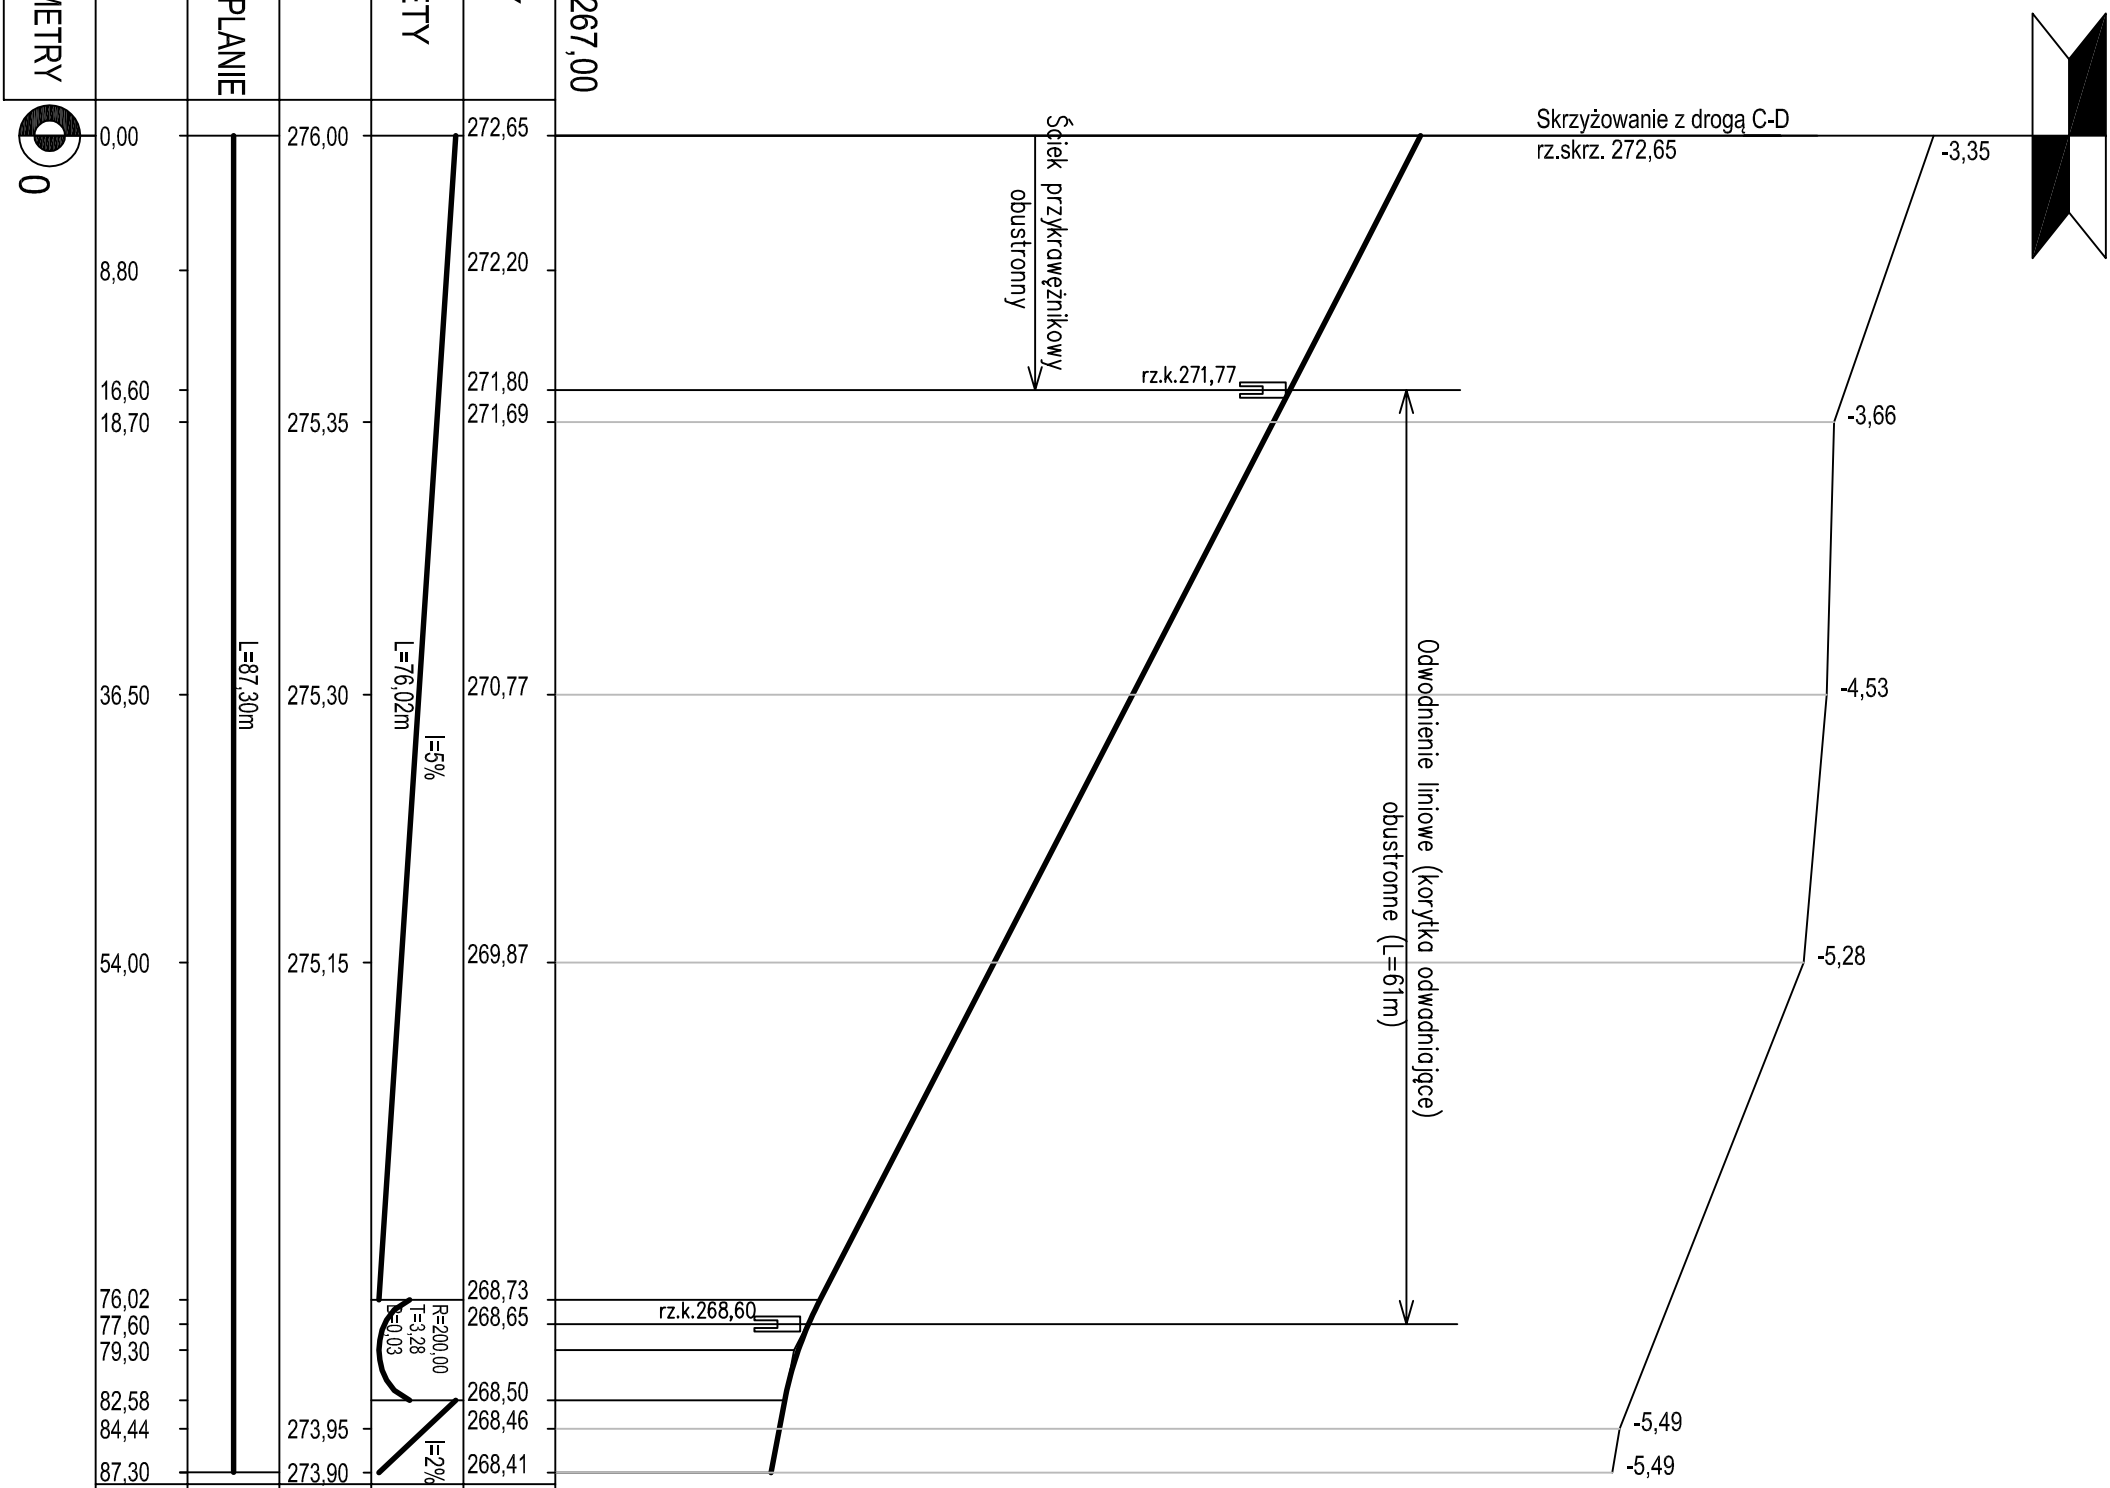 METRY
PLANIE
ETY
267,00
0
0,00
8,80
16,60
18,70
36,50
54,00
76,02
77,60
79,30
82,58
84,44
87,30
L=87,30m
276,00
275,35
275,30
275,15
273,95
273,90
L=76,02m
I=5%
R=200,00
T=3,28
I=2%
272,65
272,20
271,80
271,69
270,77
269,87
268,73
268,65
268,50
268,46
268,41
Ściek przykrawężnikowy
obustronny
rz.k.271,77
rz.k.268,60
Odwodnienie liniowe (korytka odwadniające)
obustronne (L=61m)
Skrzyżowanie z drogą C-D
rz.skrz. 272,65
-3,35
-3,66
-4,53
-5,28
-5,49
-5,49